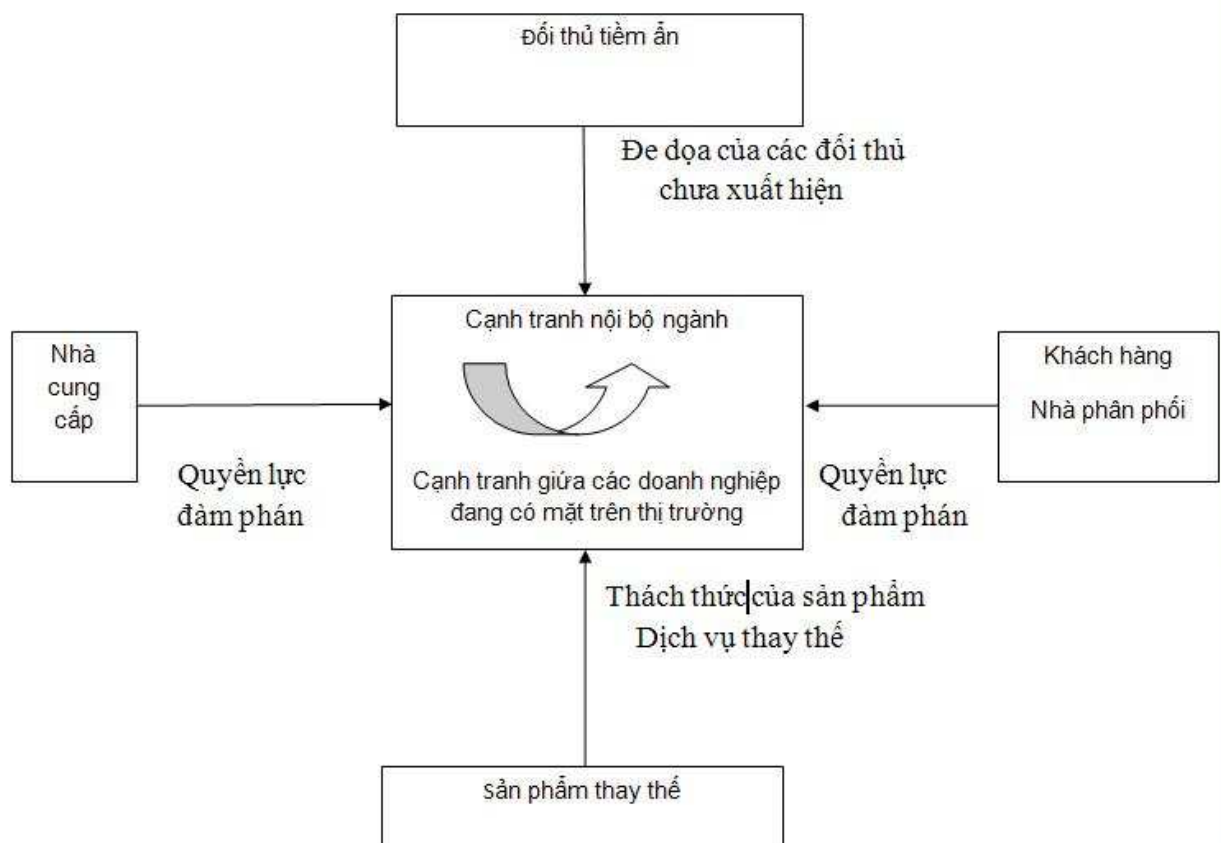 Đối thủ tiềm ẩn
Đe dọa của các đối thủ
chưa xuất hiện
Cạnh tranh nội bộ ngành
Nhà
cung
cấp
Khách hàng
Nhà phân phối
Quyền lực
đàm phán
Cạnh tranh giứa các doanh nghiệp
đang có mặt trên thị trường
Quyền lực
đàm phán
Thách thức của sản phẩm
Dịch vụ thay thế
Sản phẩm thay thế